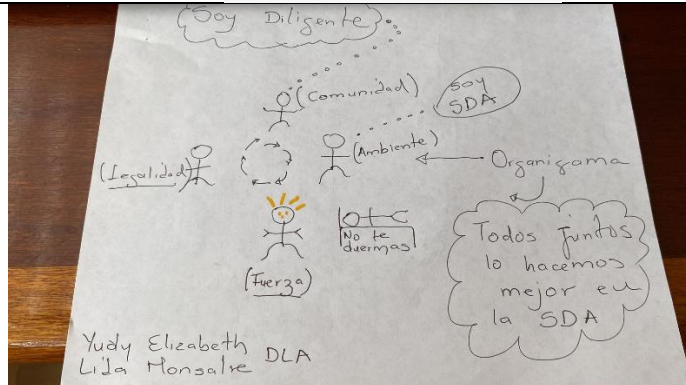 (Soy Diligente)
(Comunidad)
Soy
SDA
(Legalidad)
(Ambiente)
Organigama
No te
duermas
(Fuerza)
Todos juntos
lo hacemos
mejor en
la SDA
Yudy Elizabeth
Lida Monsalve DLA